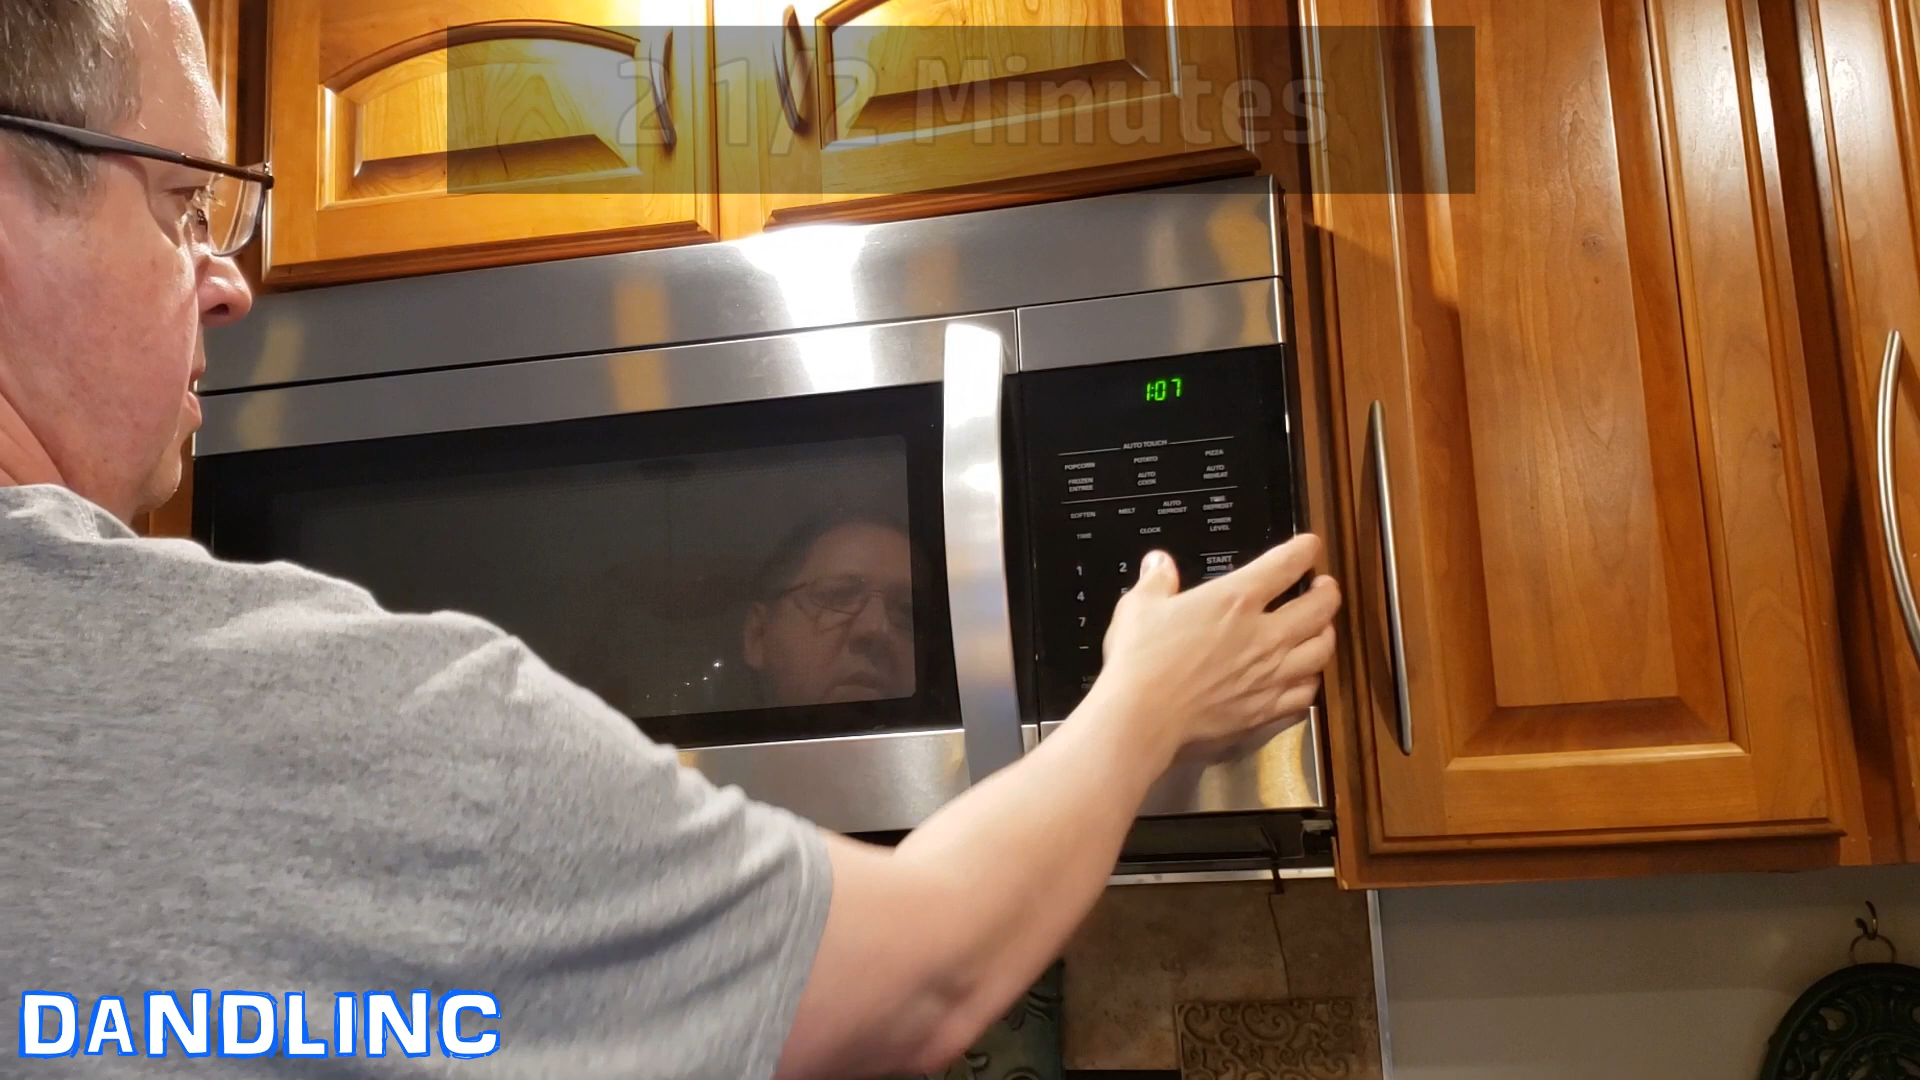 2 1/2 Minutes
1:07
AUTO TOUCH
POPCORN POTATO PIZZA
FROZEN ENTREE AUTO COOK AUTO REHEAT
SOFTEN MELT AUTO DEFROST TIME DEFROST
TIME CLOCK POWER LEVEL
1 2 START
4
7
DANDLINC